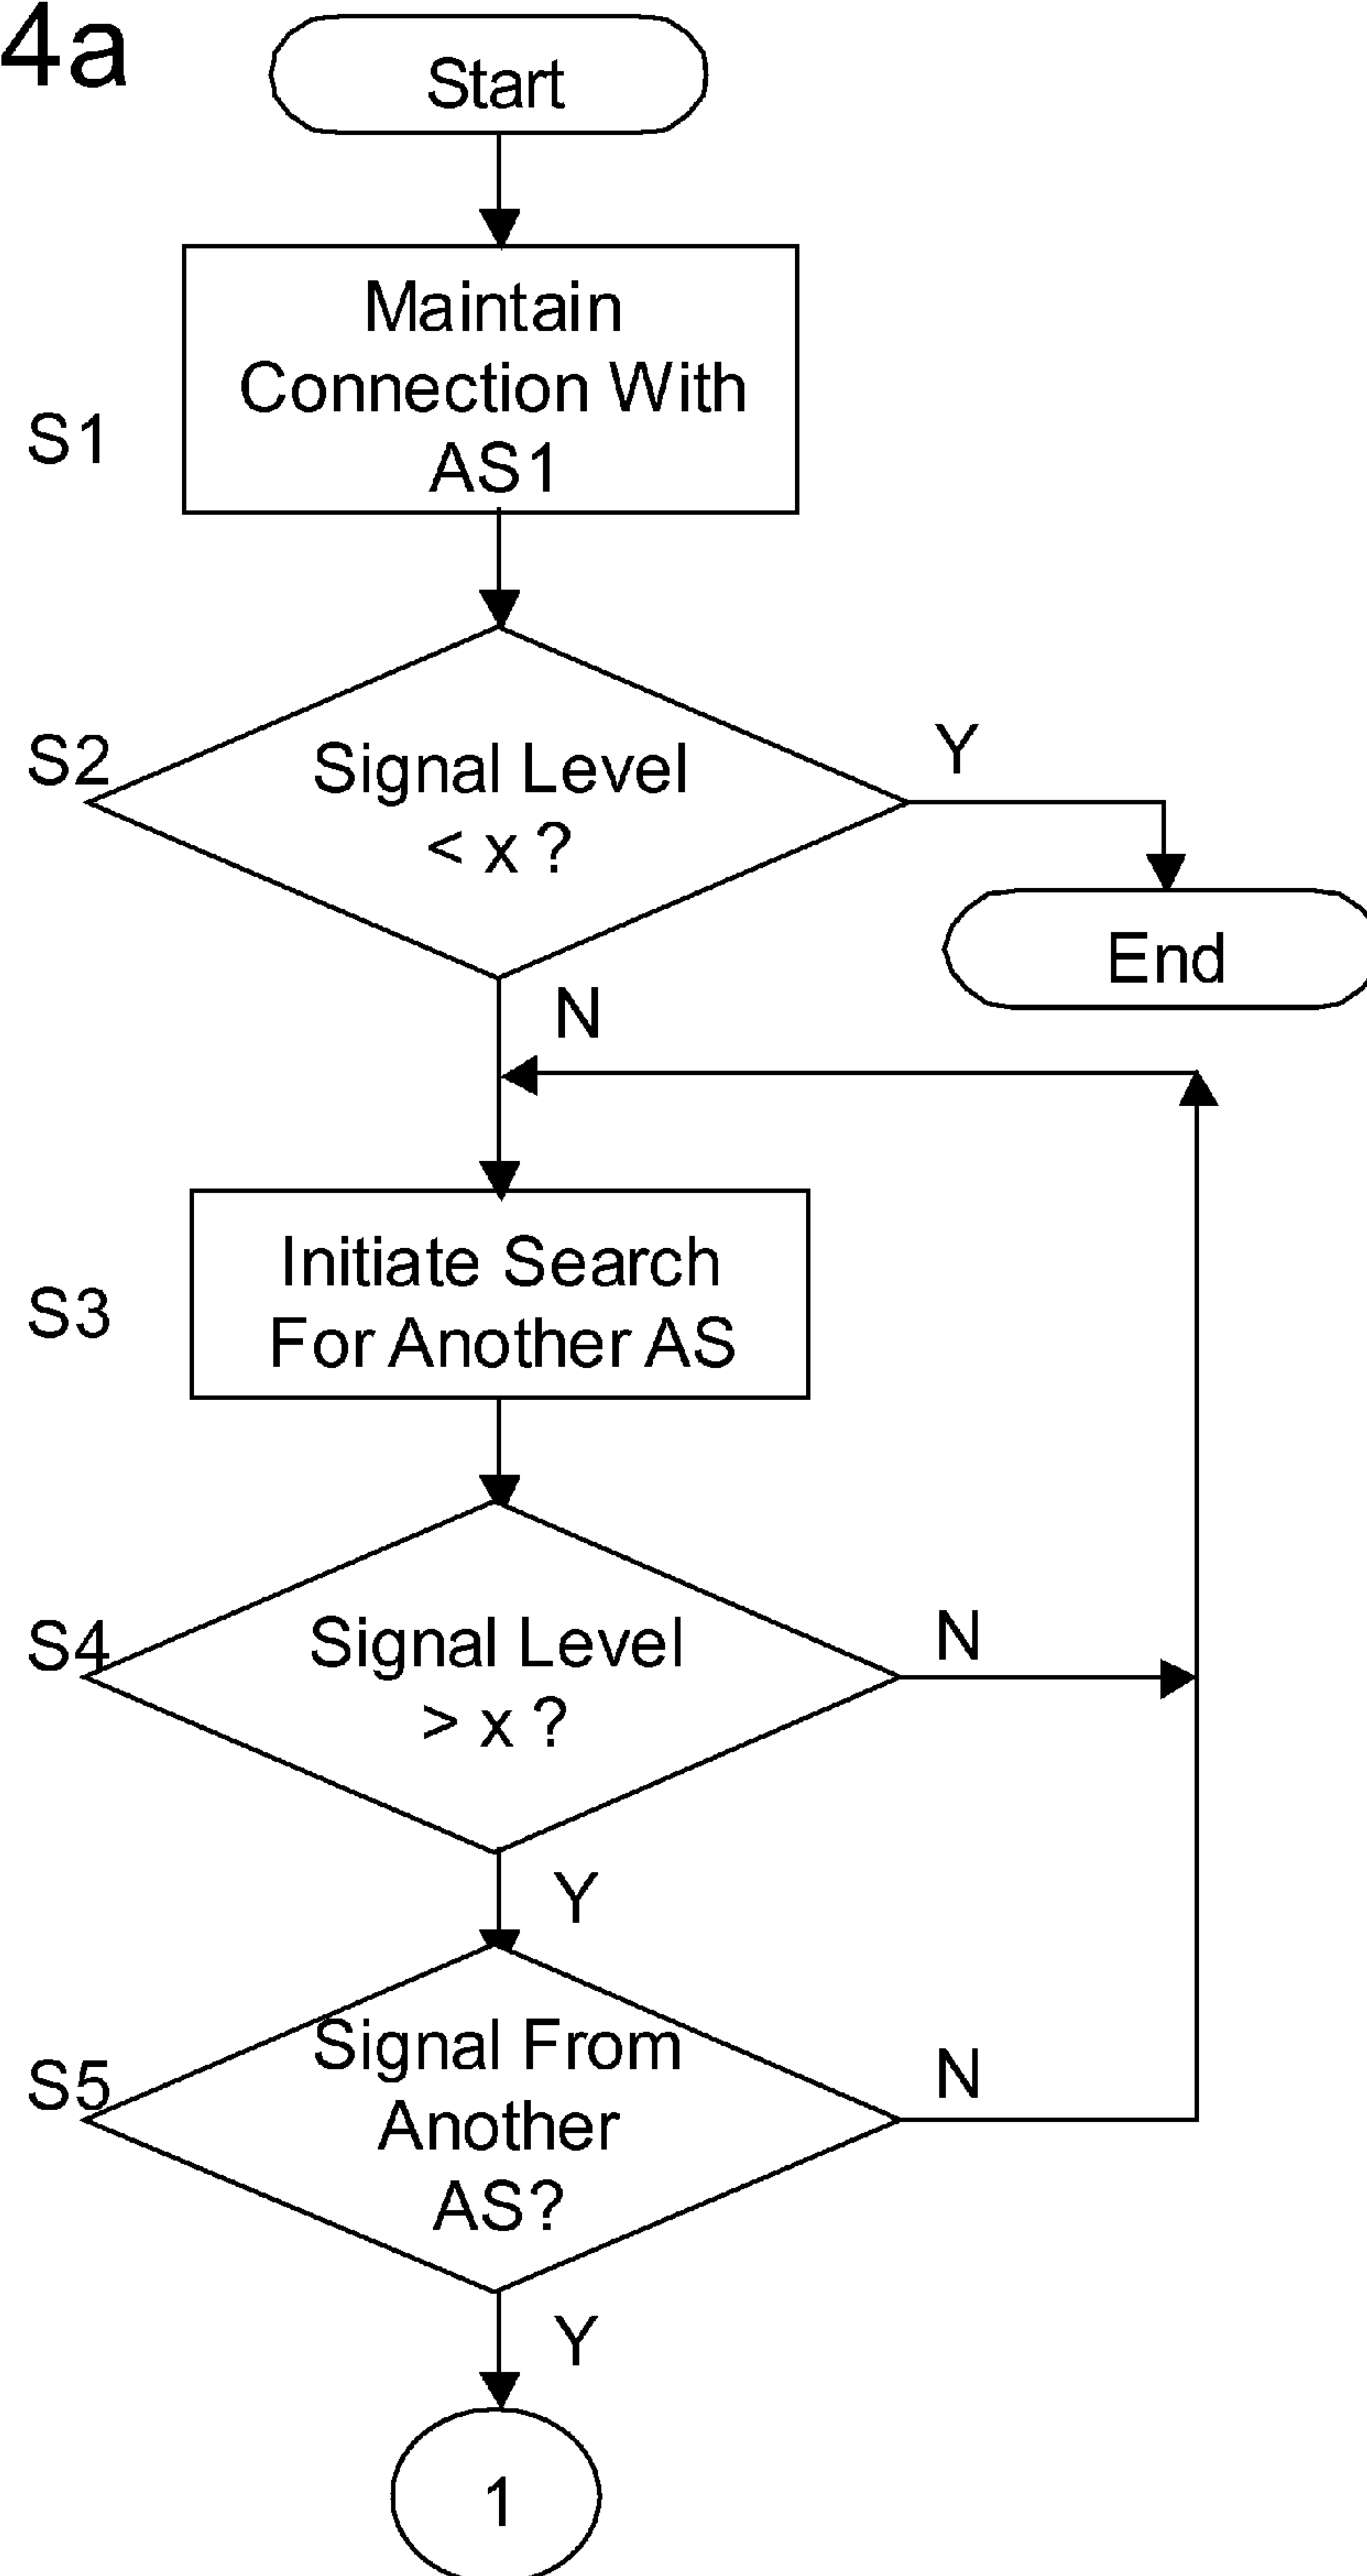 4a
Start
Maintain
Connection With
AS1
S1
S2
Signal Level
< x ?
Y
End
N
Initiate Search
For Another AS
S3
S4
Signal Level
> x ?
N
Y
S5
Signal From
Another
AS?
N
Y
1